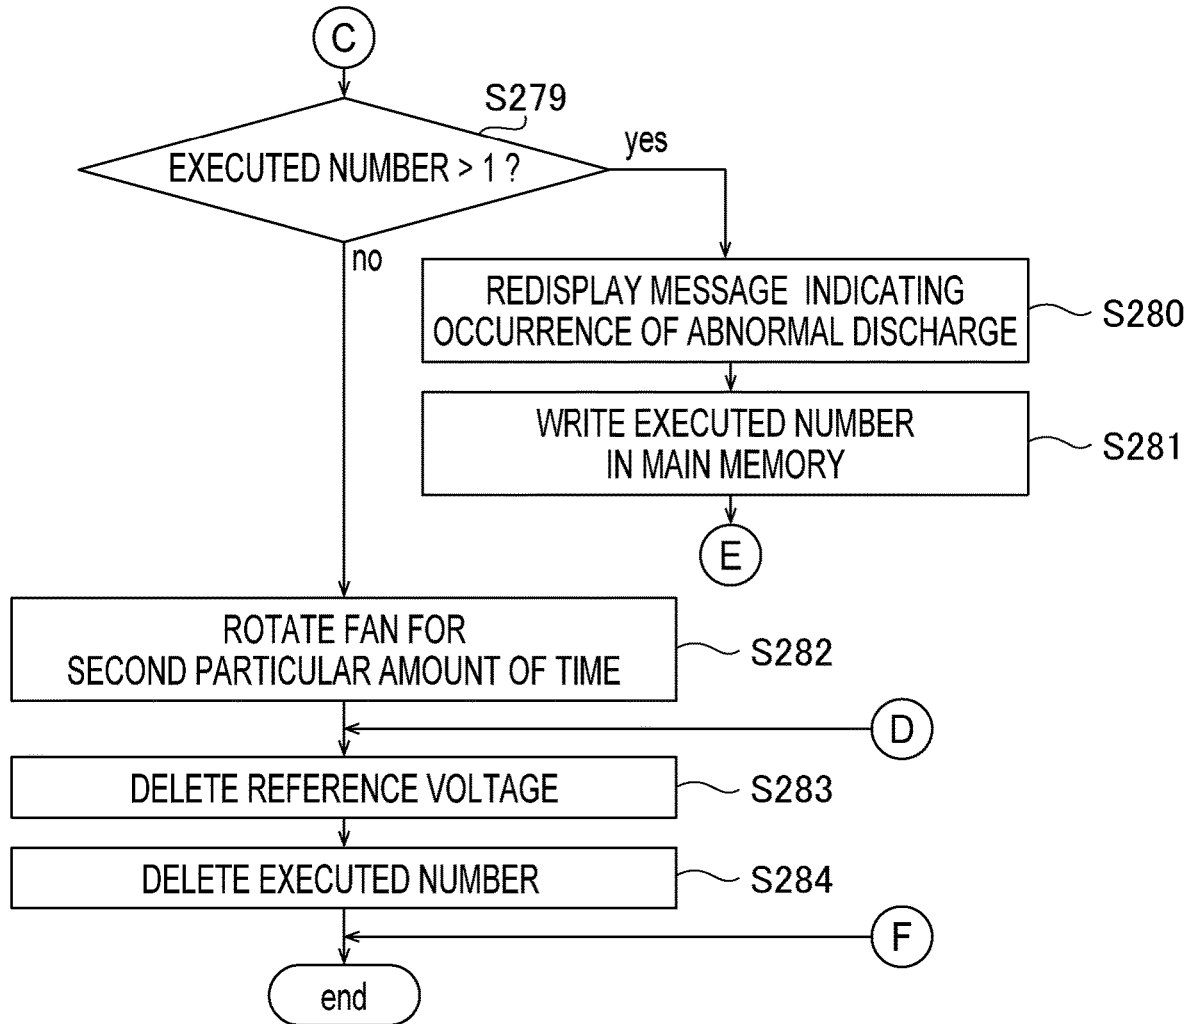 C
S279
EXECUTED NUMBER > 1 ?
yes
no
REDISPLAY MESSAGE INDICATING
OCCURRENCE OF ABNORMAL DISCHARGE
S280
WRITE EXECUTED NUMBER
IN MAIN MEMORY
S281
E
ROTATE FAN FOR
SECOND PARTICULAR AMOUNT OF TIME
S282
D
DELETE REFERENCE VOLTAGE
S283
DELETE EXECUTED NUMBER
S284
F
end